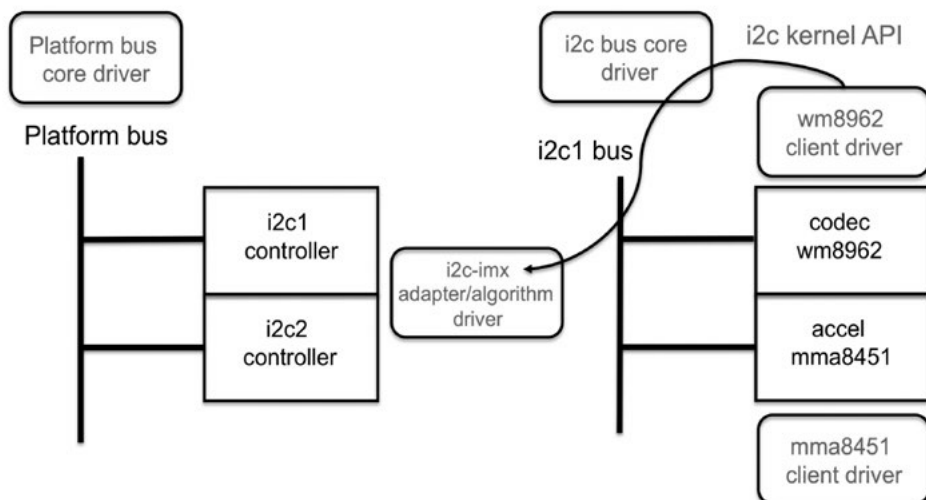 Platform bus
core driver
Platform bus
i2c1
controller
i2c2
controller
i2c-imx
adapter/algorithm
driver
i2c bus core
driver
i2c kernel API
i2c1 bus
wm8962
client driver
codec
wm8962
accel
mma8451
mma8451
client driver